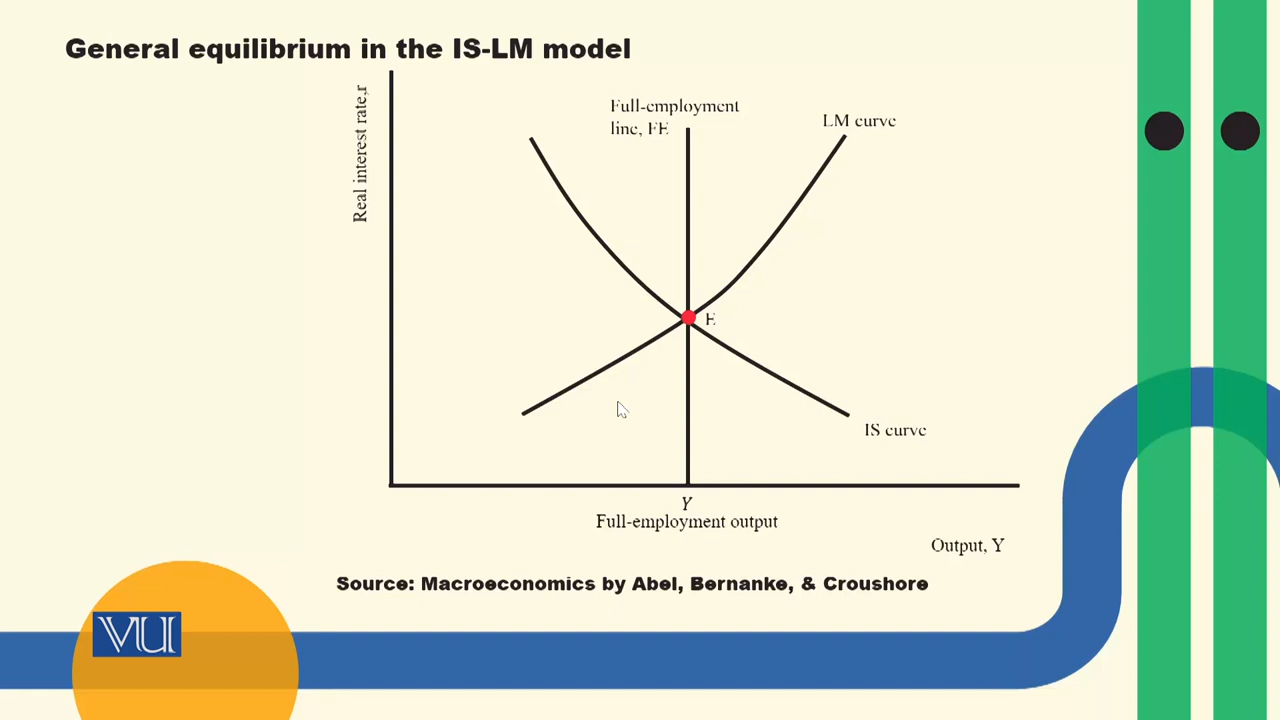 General equilibrium in the IS-LM model
Real interest rate,r
Full-employment
line, FE
LM curve
E
IS curve
Y
Full-employment output
Output, Y
Source: Macroeconomics by Abel, Bernanke, & Croushore
VU